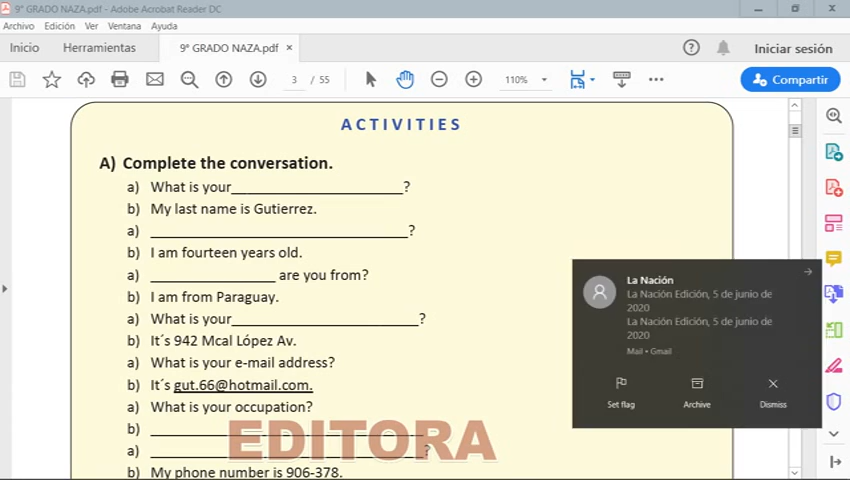 9° GRADO NAZA.pdf - Adobe Acrobat Reader DC
Archivo Edición Ver Ventana Ayuda
Inicio Herramientas 9° GRADO NAZA.pdf × Iniciar sesión
3 / 55 110% Compartir
ACTIVITIES
A) Complete the conversation.
a) What is your______________________?
b) My last name is Gutierrez.
a) _________________________________?
b) I am fourteen years old.
a) ________________ are you from?
b) I am from Paraguay.
a) What is your________________________?
b) It´s 942 Mcal López Av.
a) What is your e-mail address?
b) It´s gut.66@hotmail.com.
a) What is your occupation?
b) ___________________________________
a) ___________________________________?
b) My phone number is 906-378.
EDITORA
La Nación
La Nación Edición, 5 de junio de
2020
La Nación Edición, 5 de junio de
2020
Mail • Gmail
Set flag Archive Dismiss